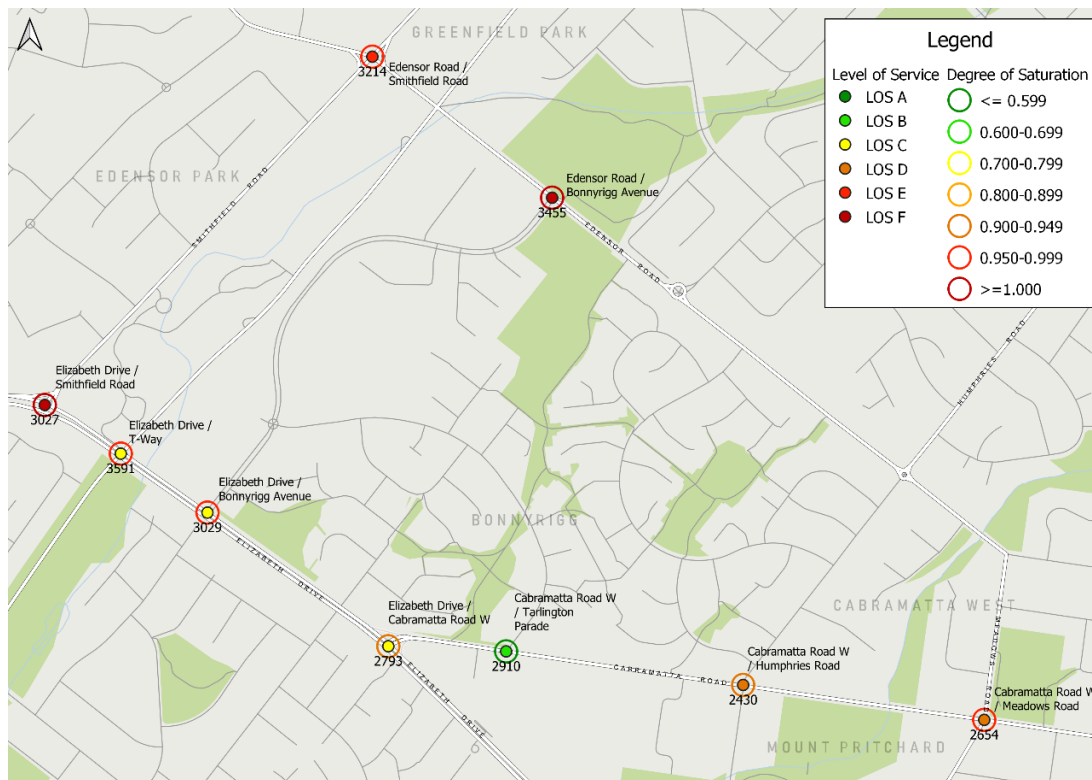 GREENFIELD PARK
3214
Edensor Road /
Smithfield Road
Legend
Level of Service
Degree of Saturation
LOS A
LOS B
LOS C
LOS D
LOS E
LOS F
<= 0.599
0.600-0.699
0.700-0.799
0.800-0.899
0.900-0.949
0.950-0.999
>=1.000
EDENSOR PARK
SMITHFIELD ROAD
Edensor Road /
Bonnyrigg Avenue
3455
EDENSOR ROAD
HUMPHRIES ROAD
Elizabeth Drive /
Smithfield Road
3027
Elizabeth Drive /
T-Way
3591
Elizabeth Drive /
Bonnyrigg Avenue
3029
ELIZABETH DRIVE
BONNYRIGG
Elizabeth Drive /
Cabramatta Road W
2793
Cabramatta Road W
/ Tarlington
Parade
2910
CABRAMATTA ROAD
CABRAMATTA WEST
MEADOWS ROAD
Cabramatta Road W
/ Humphries Road
2430
Cabramatta Road W
/ Meadows Road
2654
ELIZABETH DRIVE
6
MOUNT PRITCHARD